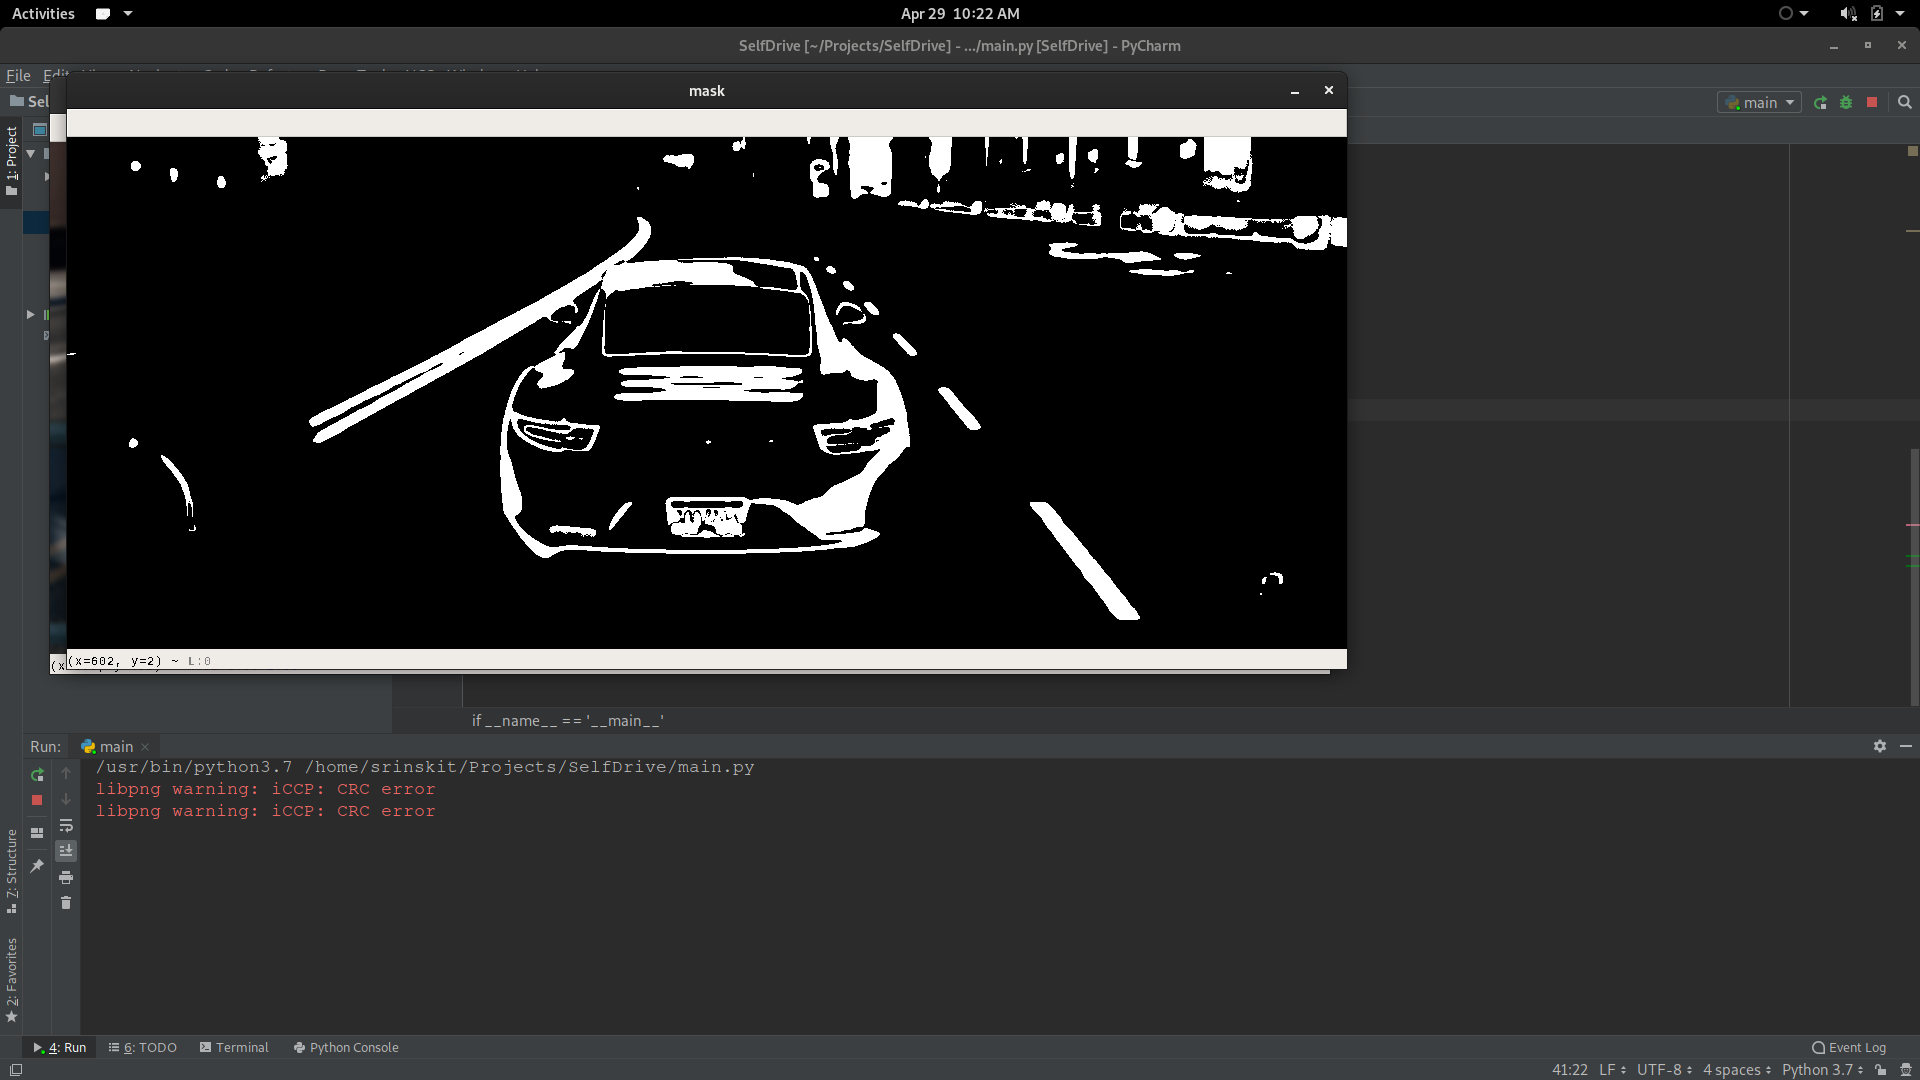 Activities
Apr 29 10:22 AM
SelfDrive [~/Projects/SelfDrive] - .../main.py [SelfDrive] - PyCharm
File Edit
mask
Sel
main
1: Project
(x=602, y=2) ~ L:0
(x
if __name__ == '__main__'
Run: main
/usr/bin/python3.7 /home/srinskit/Projects/SelfDrive/main.py
libpng warning: iCCP: CRC error
libpng warning: iCCP: CRC error
7: Structure
2: Favorites
4: Run 6: TODO Terminal Python Console Event Log
41:22 LF UTF-8 4 spaces Python 3.7